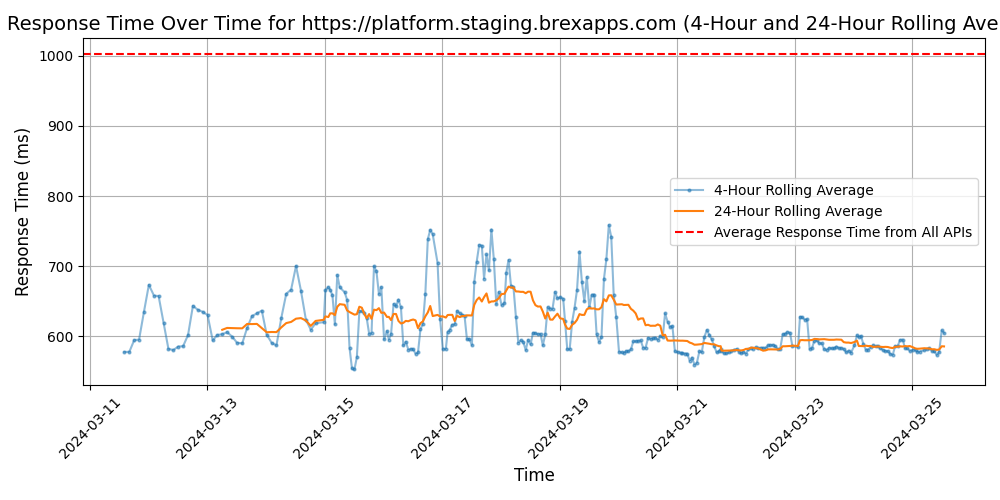 Response Time Over Time for https://platform.staging.brexapps.com (4-Hour and 24-Hour Rolling Ave
1000
900
800
700
600
Response Time (ms)
4-Hour Rolling Average
24-Hour Rolling Average
Average Response Time from All APIs
2024-03-11
2024-03-13
2024-03-15
2024-03-17
2024-03-19
2024-03-21
2024-03-23
2024-03-25
Time